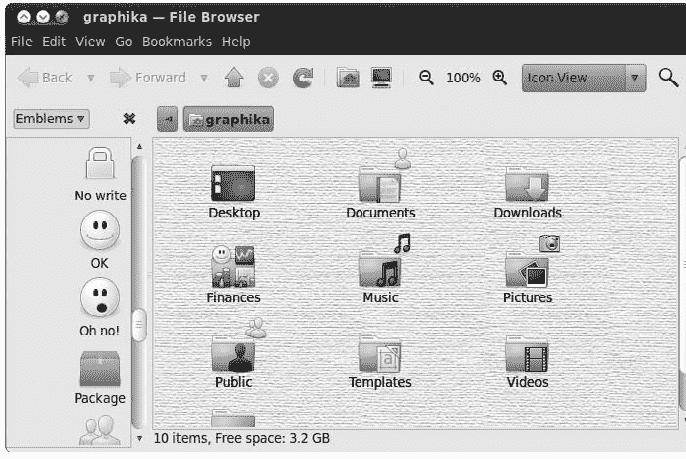 graphika — File Browser
File Edit View Go Bookmarks Help
Back Forward 100% Icon View
Emblems graphika
No write
OK
Oh no!
Package
Desktop Documents Downloads
Finances Music Pictures
Public Templates Videos
10 items, Free space: 3.2 GB